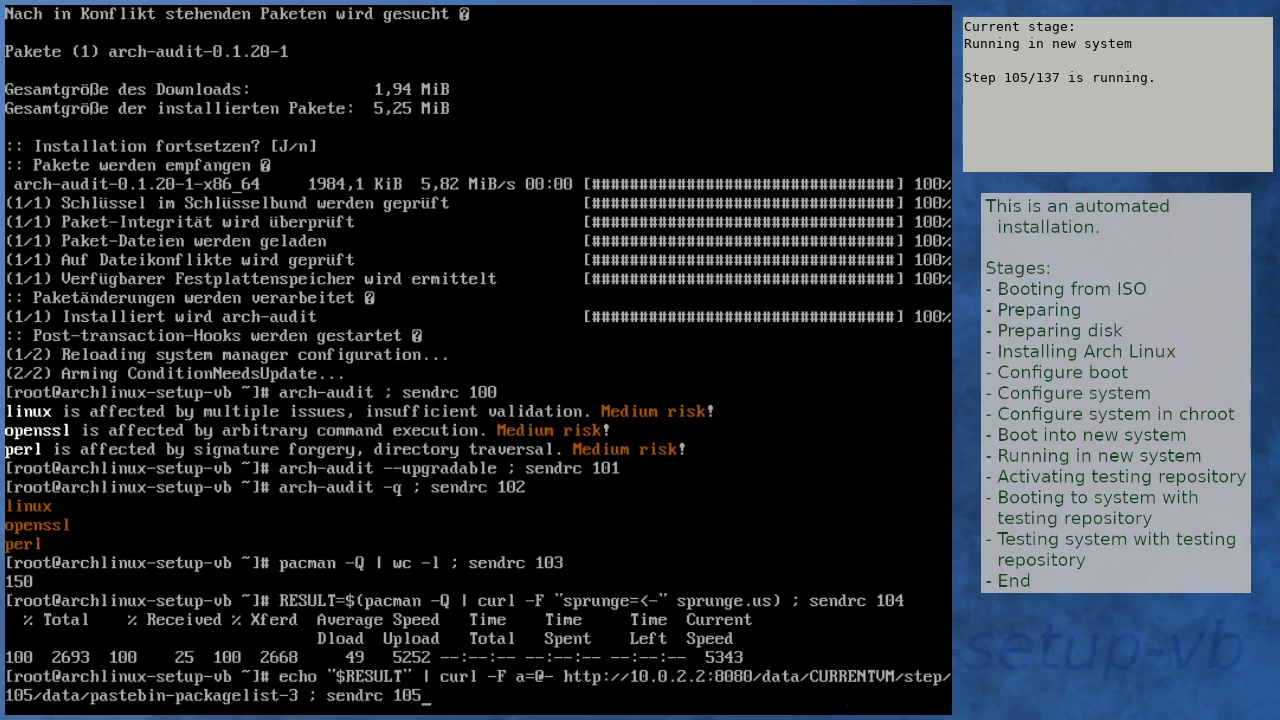 Nach in Konflikt stehenden Paketen wird gesucht �
Pakete (1) arch-audit-0.1.20-1
Gesamtgröße des Downloads:             1,94 MiB
Gesamtgröße der installierten Pakete:  5,25 MiB
:: Installation fortsetzen? [J/n]
:: Pakete werden empfangen �
 arch-audit-0.1.20-1-x86_64     1984,1 KiB  5,82 MiB/s 00:00 [################################] 100%
(1/1) Schlüssel im Schlüsselbund werden geprüft              [################################] 100%
(1/1) Paket-Integrität wird überprüft                        [################################] 100%
(1/1) Paket-Dateien werden geladen                           [################################] 100%
(1/1) Auf Dateikonflikte wird geprüft                        [################################] 100%
(1/1) Verfügbarer Festplattenspeicher wird ermittelt         [################################] 100%
:: Paketänderungen werden verarbeitet �
(1/1) Installiert wird arch-audit                            [################################] 100%
:: Post-transaction-Hooks werden gestartet �
(1/2) Reloading system manager configuration...
(2/2) Arming ConditionNeedsUpdate...
[root@archlinux-setup-vb ~]# arch-audit ; sendrc 100
linux is affected by multiple issues, insufficient validation. Medium risk!
openssl is affected by arbitrary command execution. Medium risk!
perl is affected by signature forgery, directory traversal. Medium risk!
[root@archlinux-setup-vb ~]# arch-audit --upgradable ; sendrc 101
[root@archlinux-setup-vb ~]# arch-audit -q ; sendrc 102
linux
openssl
perl
[root@archlinux-setup-vb ~]# pacman -Q | wc -l ; sendrc 103
150
[root@archlinux-setup-vb ~]# RESULT=$(pacman -Q | curl -F "sprunge=<-" sprunge.us) ; sendrc 104
  % Total    % Received % Xferd  Average Speed   Time    Time     Time  Current
                                 Dload  Upload   Total   Spent    Left  Speed
100  2693  100    25  100  2668     49   5252 --:--:-- --:--:-- --:--:--  5343
[root@archlinux-setup-vb ~]# echo "$RESULT" | curl -F a=@- http://10.0.2.2:8080/data/CURRENTVM/step/
105/data/pastebin-packagelist-3 ; sendrc 105_
Current stage:
Running in new system
Step 105/137 is running.
This is an automated
installation.
Stages:
- Booting from ISO
- Preparing
- Preparing disk
- Installing Arch Linux
- Configure boot
- Configure system
- Configure system in chroot
- Boot into new system
- Running in new system
- Activating testing repository
- Booting to system with
testing repository
- Testing system with testing
repository
- End
-setup-vb